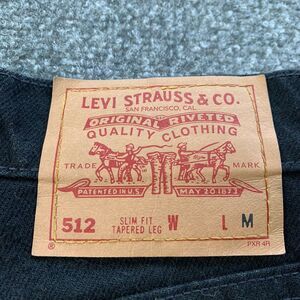 LEVI STRAUSS & CO.
SAN FRANCISCO, CAL.
ORIGINAL RIVETED
QUALITY CLOTHING
TRADE MARK
PATENTED IN U.S. MAY 20 1873
512 SLIM FIT TAPERED LEG W L M
® PXR 4R